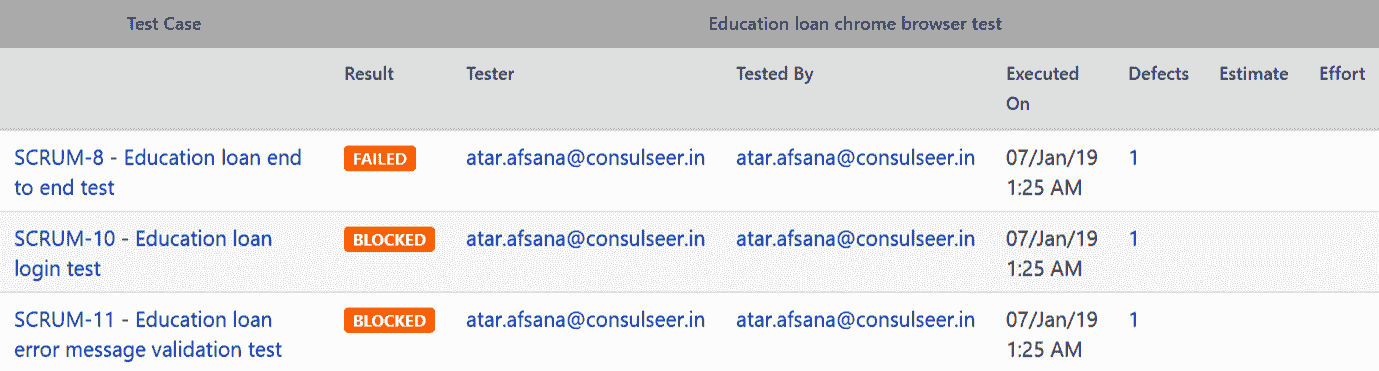 Test Case Education loan chrome browser test
Result Tester Tested By Executed On Defects Estimate Effort
SCRUM-8 - Education loan end FAILED atar.afsana@consulseer.in atar.afsana@consulseer.in 07/Jan/19 1
to end test 1:25 AM
SCRUM-10 - Education loan BLOCKED atar.afsana@consulseer.in atar.afsana@consulseer.in 07/Jan/19 1
login test 1:25 AM
SCRUM-11 - Education loan BLOCKED atar.afsana@consulseer.in atar.afsana@consulseer.in 07/Jan/19 1
error message validation test 1:25 AM